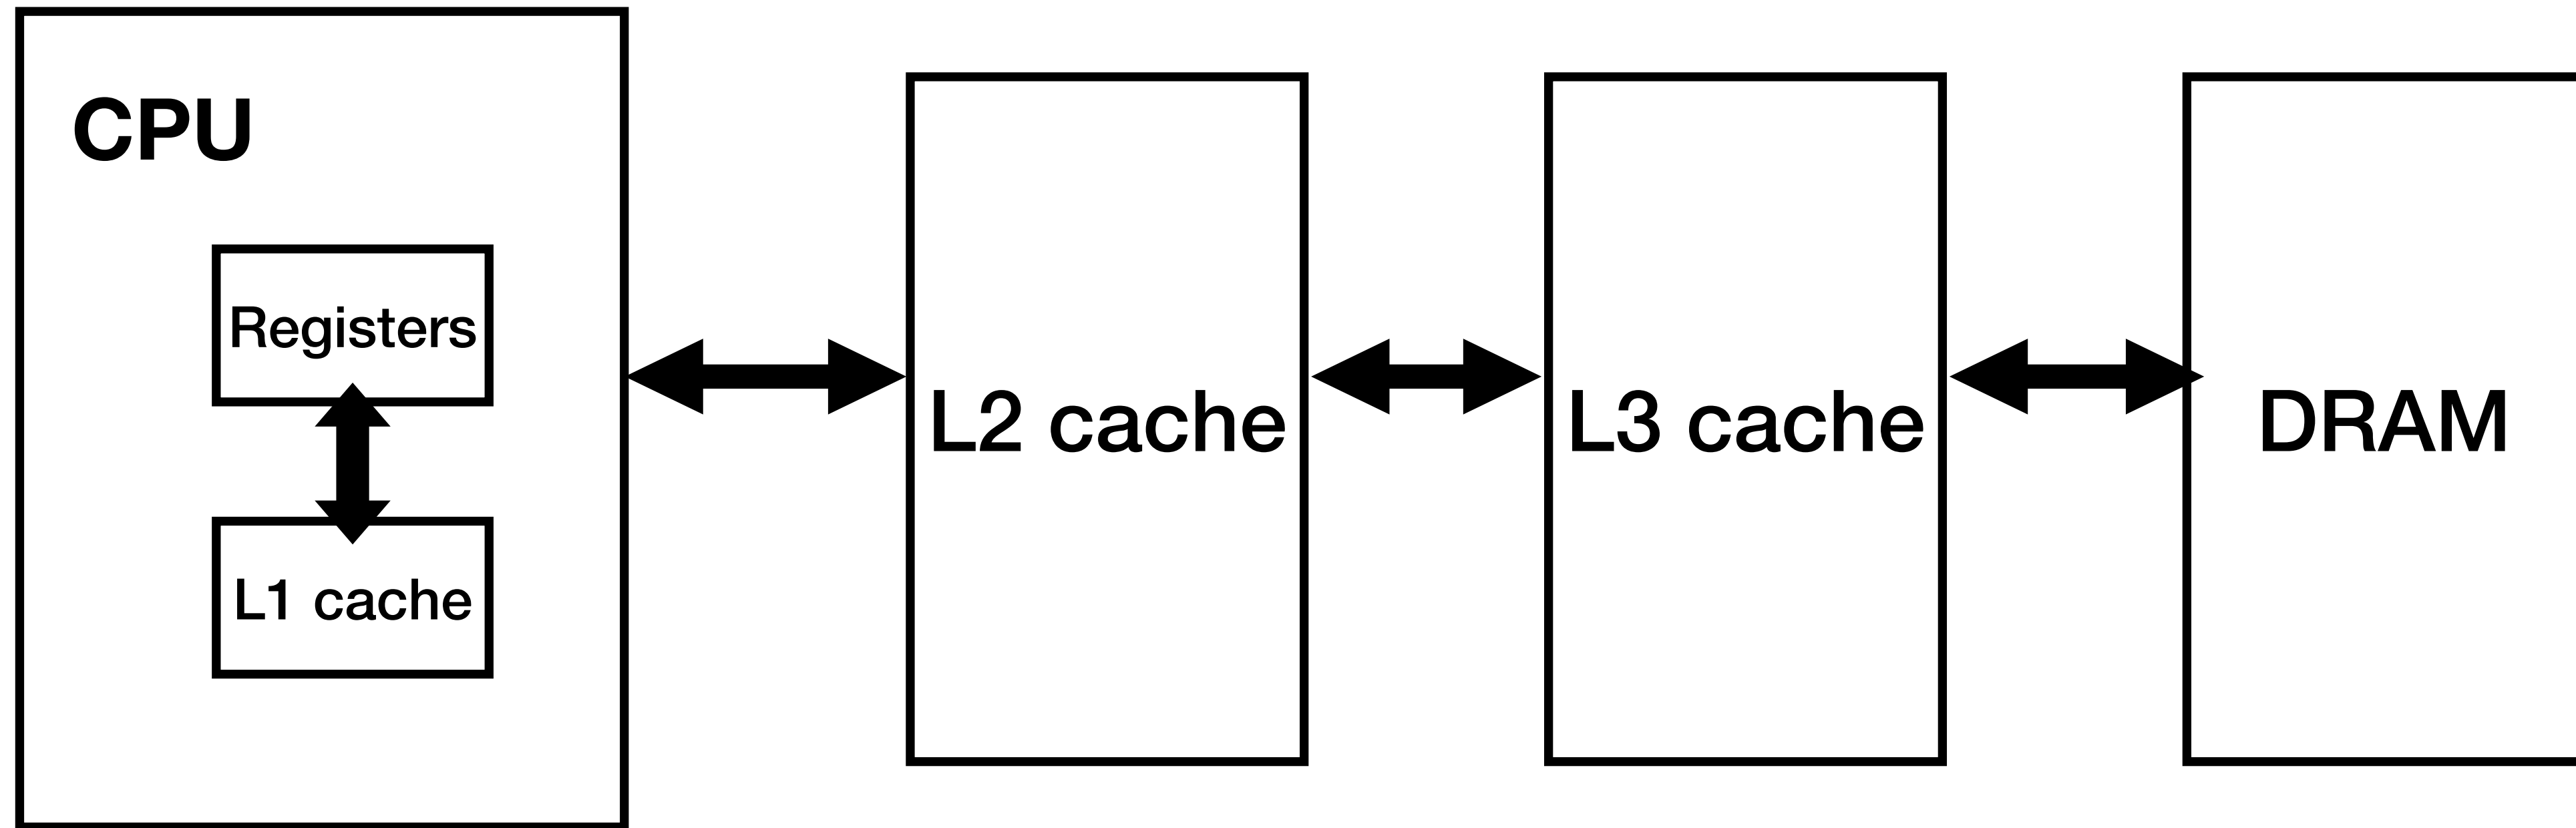 CPU
Registers
L1 cache
L2 cache
L3 cache
DRAM